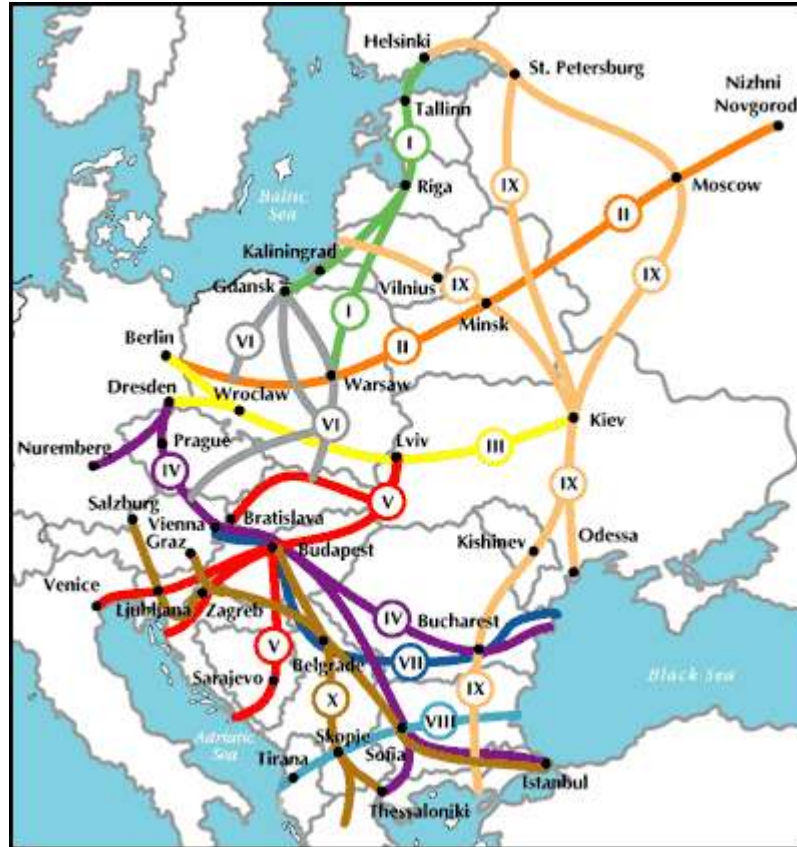 Helsinki
St. Petersburg
Nizhni
Novgorod
Tallinn
I
IX
Moscow
Riga
Baltic
Sea
II
Kaliningrad
Vilnius
IX
IX
Gdansk
Minsk
I
VI
II
Berlin
Dresden
Wroclaw
Warsaw
Kiev
VI
Nuremberg
Prague
Lviv
III
IV
IX
Salzburg
V
Vienna
Bratislava
Graz
Budapest
Kishinev
Odessa
Venice
Ljubljana
Zagreb
IV
Bucharest
V
Belgrade
VII
Sarajevo
IX
Black Sea
X
VIII
Adriatic
Sea
Skopje
Sofia
Tirana
Istanbul
Thessaloniki